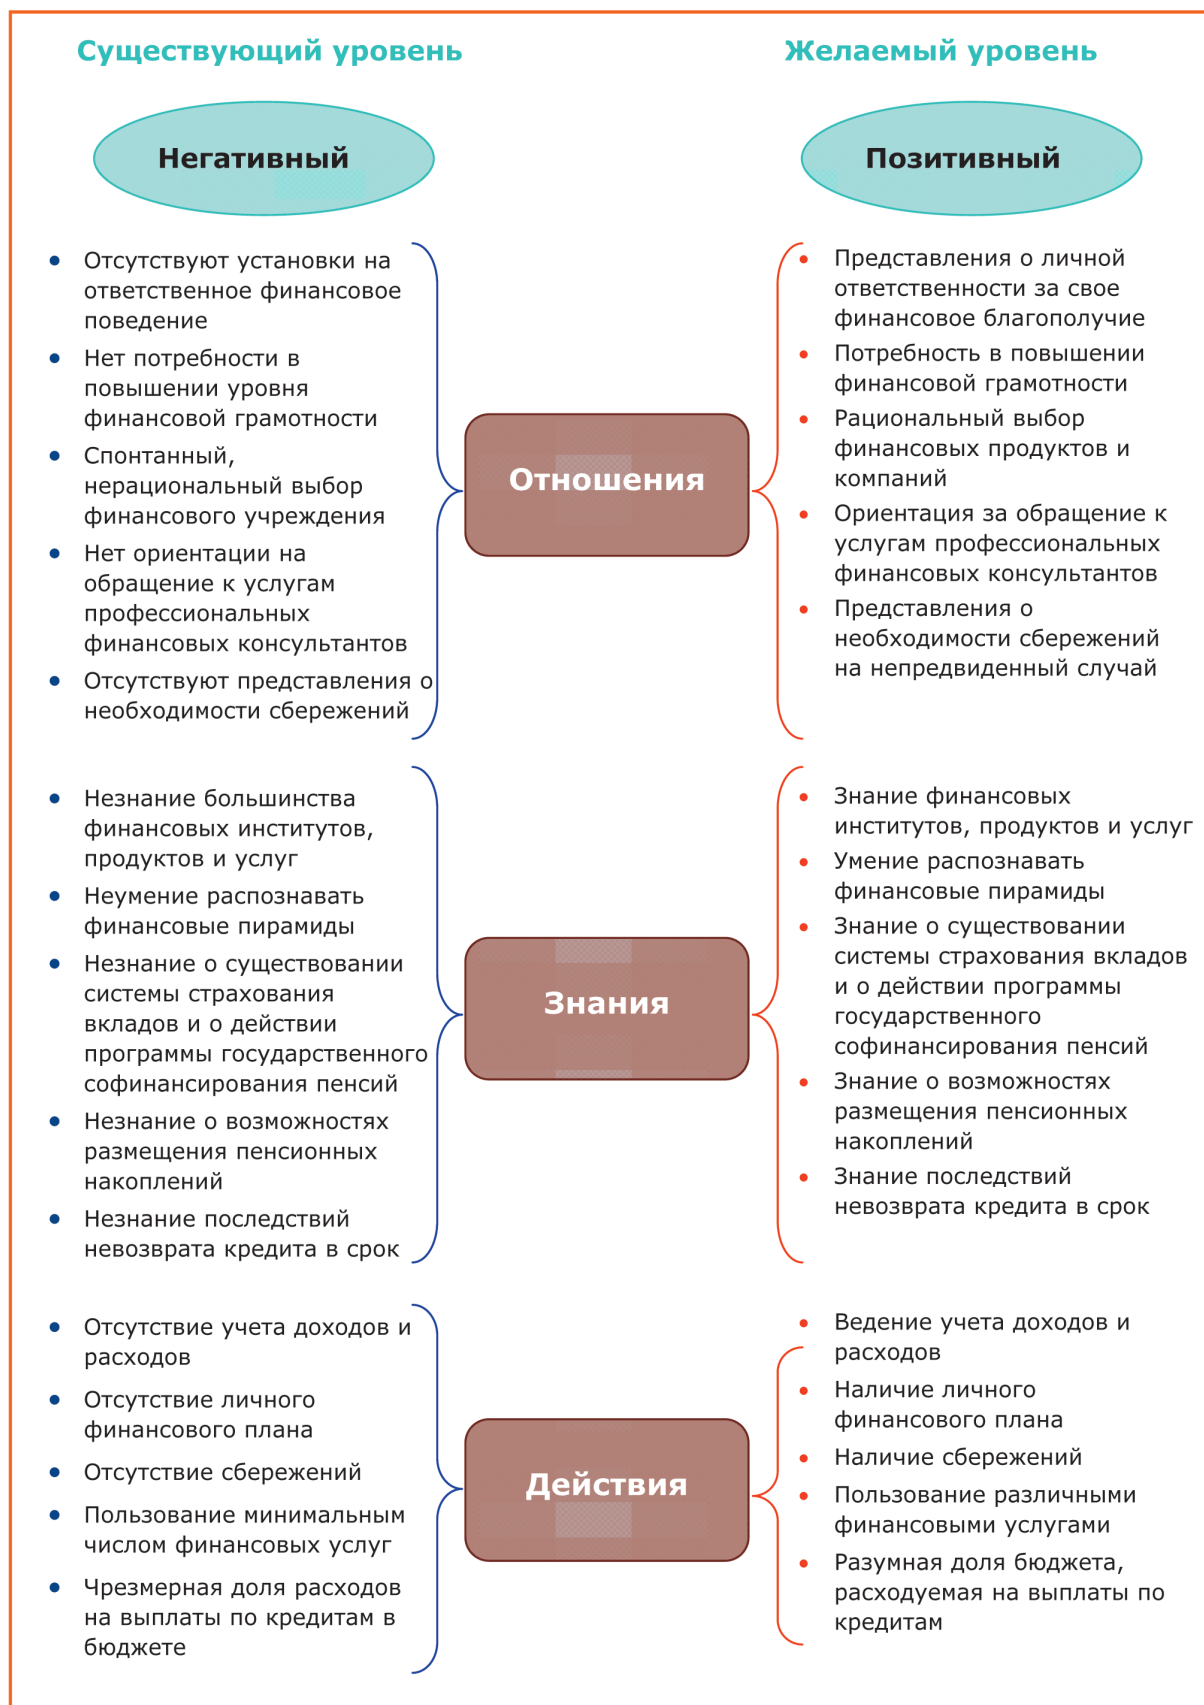 Существующий уровень
Желаемый уровень
Негативный
Позитивный
Отсутствуют установки на
ответственное финансовое
поведение
Нет потребности в
повышении уровня
финансовой грамотности
Спонтанный,
нерациональный выбор
финансового учреждения
Нет ориентации на
обращение к услугам
профессиональных
финансовых консультантов
Отсутствуют представления о
необходимости сбережений
Отношения
Представления о личной
ответственности за свое
финансовое благополучие
Потребность в повышении
финансовой грамотности
Рациональный выбор
финансовых продуктов и
компаний
Ориентация за обращение к
услугам профессиональных
финансовых консультантов
Представления о
необходимости сбережений
на непредвиденный случай
Незнание большинства
финансовых институтов,
продуктов и услуг
Неумение распознавать
финансовые пирамиды
Незнание о существовании
системы страхования
вкладов и о действии
программы государственного
софинансирования пенсий
Незнание о возможностях
размещения пенсионных
накоплений
Незнание последствий
невозврата кредита в срок
Знания
Знание финансовых
институтов, продуктов и услуг
Умение распознавать
финансовые пирамиды
Знание о существовании
системы страхования вкладов
и о действии программы
государственного
софинансирования пенсий
Знание о возможностях
размещения пенсионных
накоплений
Знание последствий
невозврата кредита в срок
Отсутствие учета доходов и
расходов
Отсутствие личного
финансового плана
Отсутствие сбережений
Пользование минимальным
числом финансовых услуг
Чрезмерная доля расходов
на выплаты по кредитам в
бюджете
Действия
Ведение учета доходов и
расходов
Наличие личного
финансового плана
Наличие сбережений
Пользование различными
финансовыми услугами
Разумная доля бюджета,
расходуемая на выплаты по
кредитам